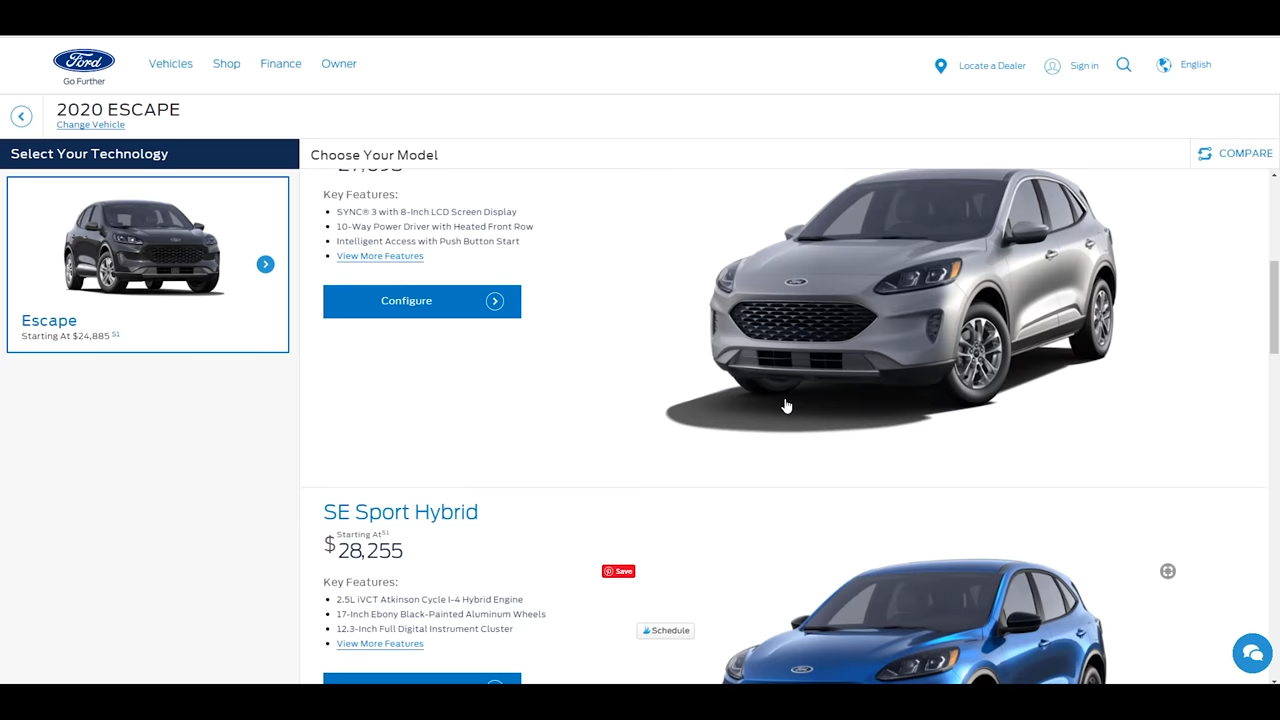 Ford
Go Further
Vehicles
Shop
Finance
Owner
Locate a Dealer
Sign in
English
2020 ESCAPE
Change Vehicle
Select Your Technology
Choose Your Model
COMPARE
Escape
Starting At $24,885 S1
Key Features:
SYNC® 3 with 8-Inch LCD Screen Display
10-Way Power Driver with Heated Front Row
Intelligent Access with Push Button Start
View More Features
Configure
SE Sport Hybrid
Starting At S1
$28,255
Key Features:
2.5L iVCT Atkinson Cycle I-4 Hybrid Engine
17-Inch Ebony Black-Painted Aluminum Wheels
12.3-Inch Full Digital Instrument Cluster
View More Features
Save
Schedule